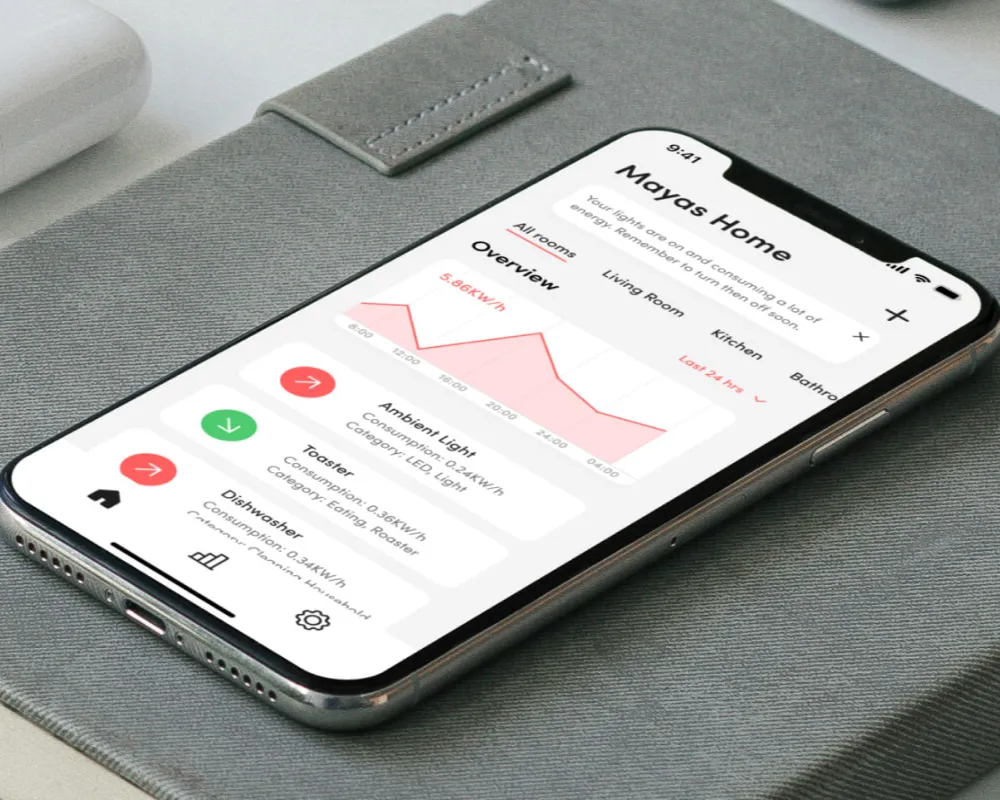 9:41
Mayas Home
Your lights are on and consuming a lot of
energy. Remember to turn then off soon.
All rooms
Living Room
Kitchen
Bathro
Overview
Last 24 hrs
5.86KW/h
8:00
12:00
16:00
20:00
24:00
04:00
Ambient Light
Consumption: 0.24KW/h
Category: LED, Light
Toaster
Consumption: 0.36KW/h
Category: Eating, Roaster
Dishwasher
Consumption: 0.34KW/h
Household